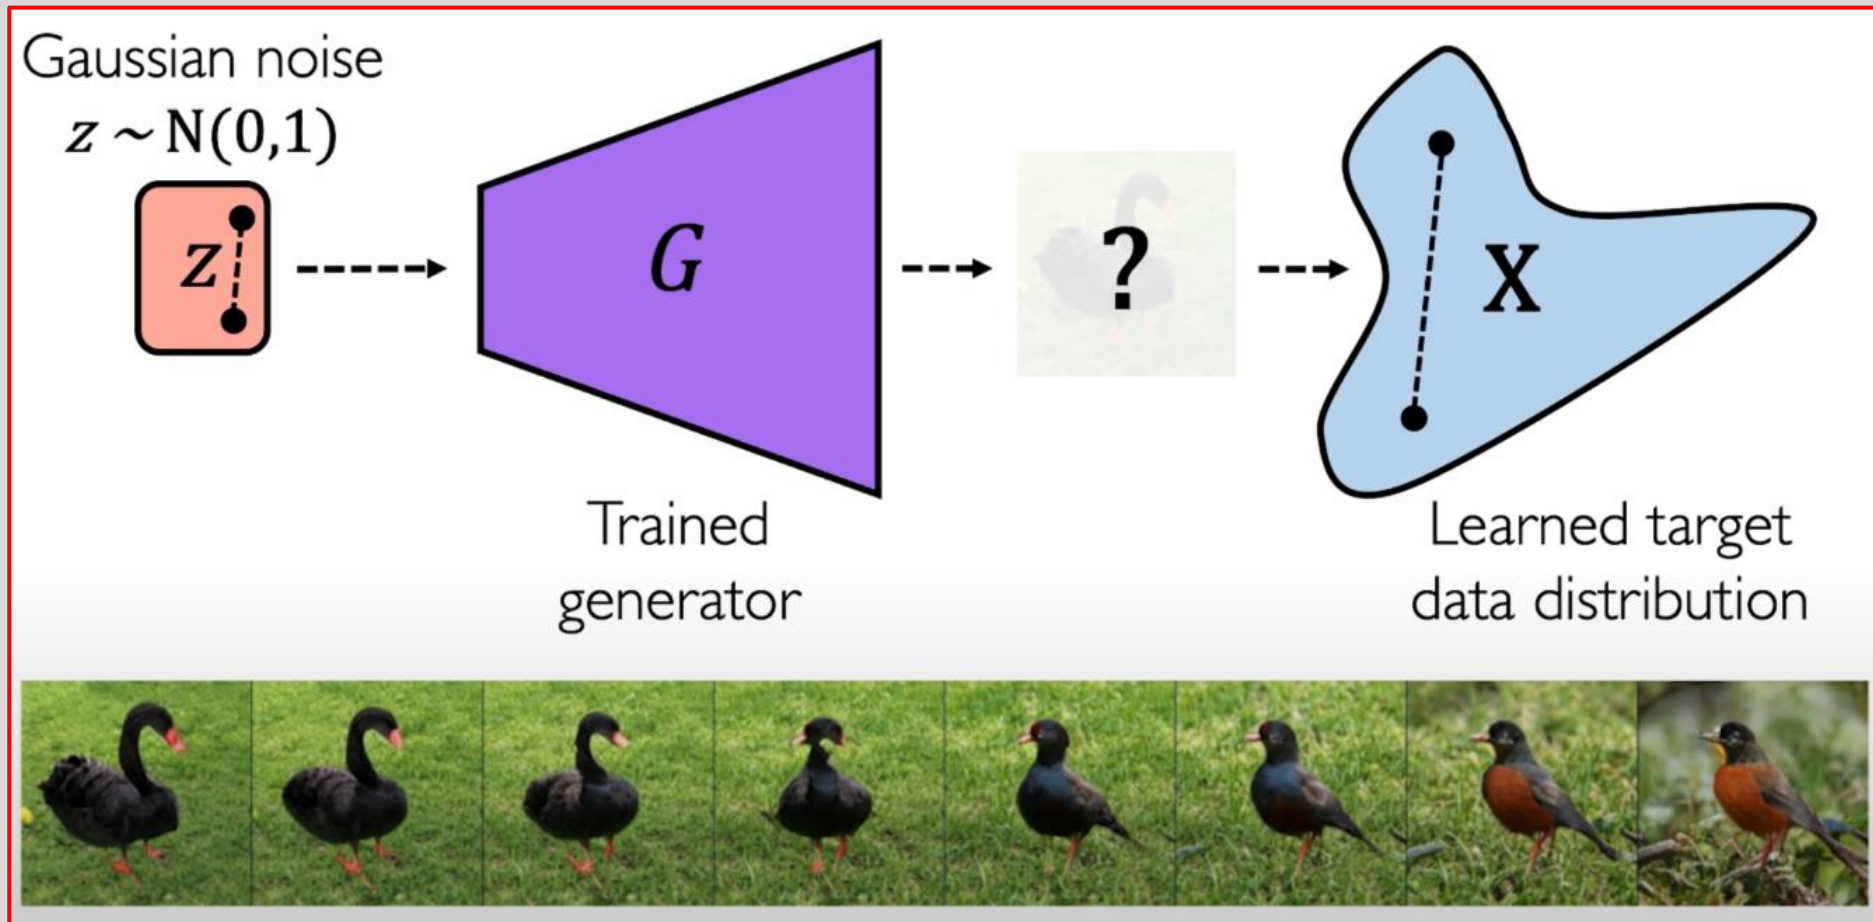 Gaussian noise
z ~ N(0,1)
z
G
?
X
Trained
generator
Learned target
data distribution